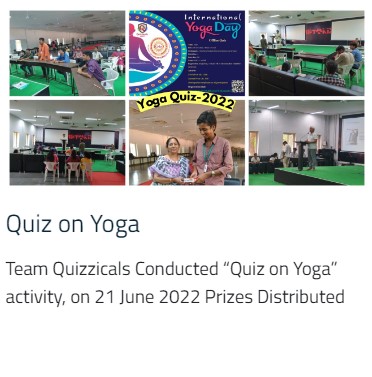 International
Yoga Day
Yoga Quiz-2022
Quiz on Yoga
Team Quizzicals Conducted “Quiz on Yoga”
activity, on 21 June 2022 Prizes Distributed